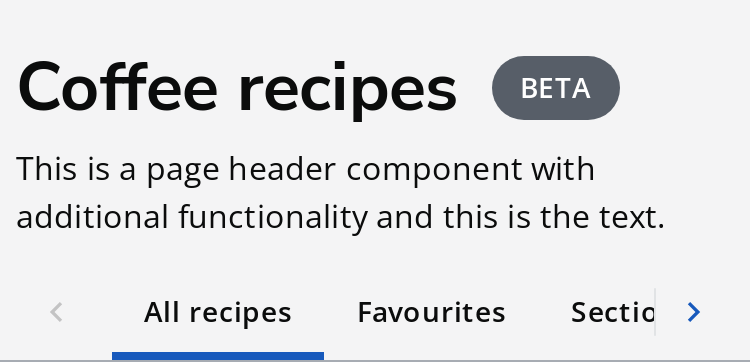 Coffee recipes BETA
This is a page header component with
additional functionality and this is the text.
All recipes Favourites Sectio